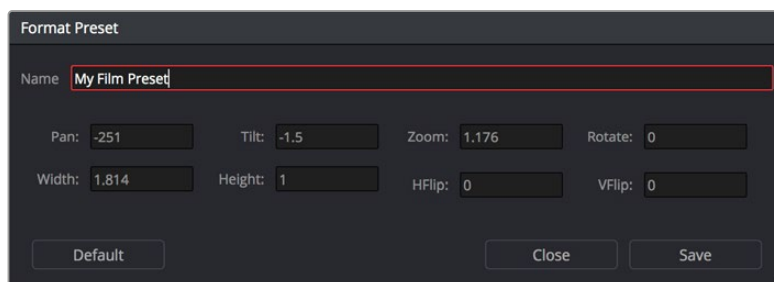 Format Preset
Name My Film Preset
Pan: -251 Tilt: -1.5 Zoom: 1.176 Rotate: 0
Width: 1.814 Height: 1 HFlip: 0 VFlip: 0
Default Close Save